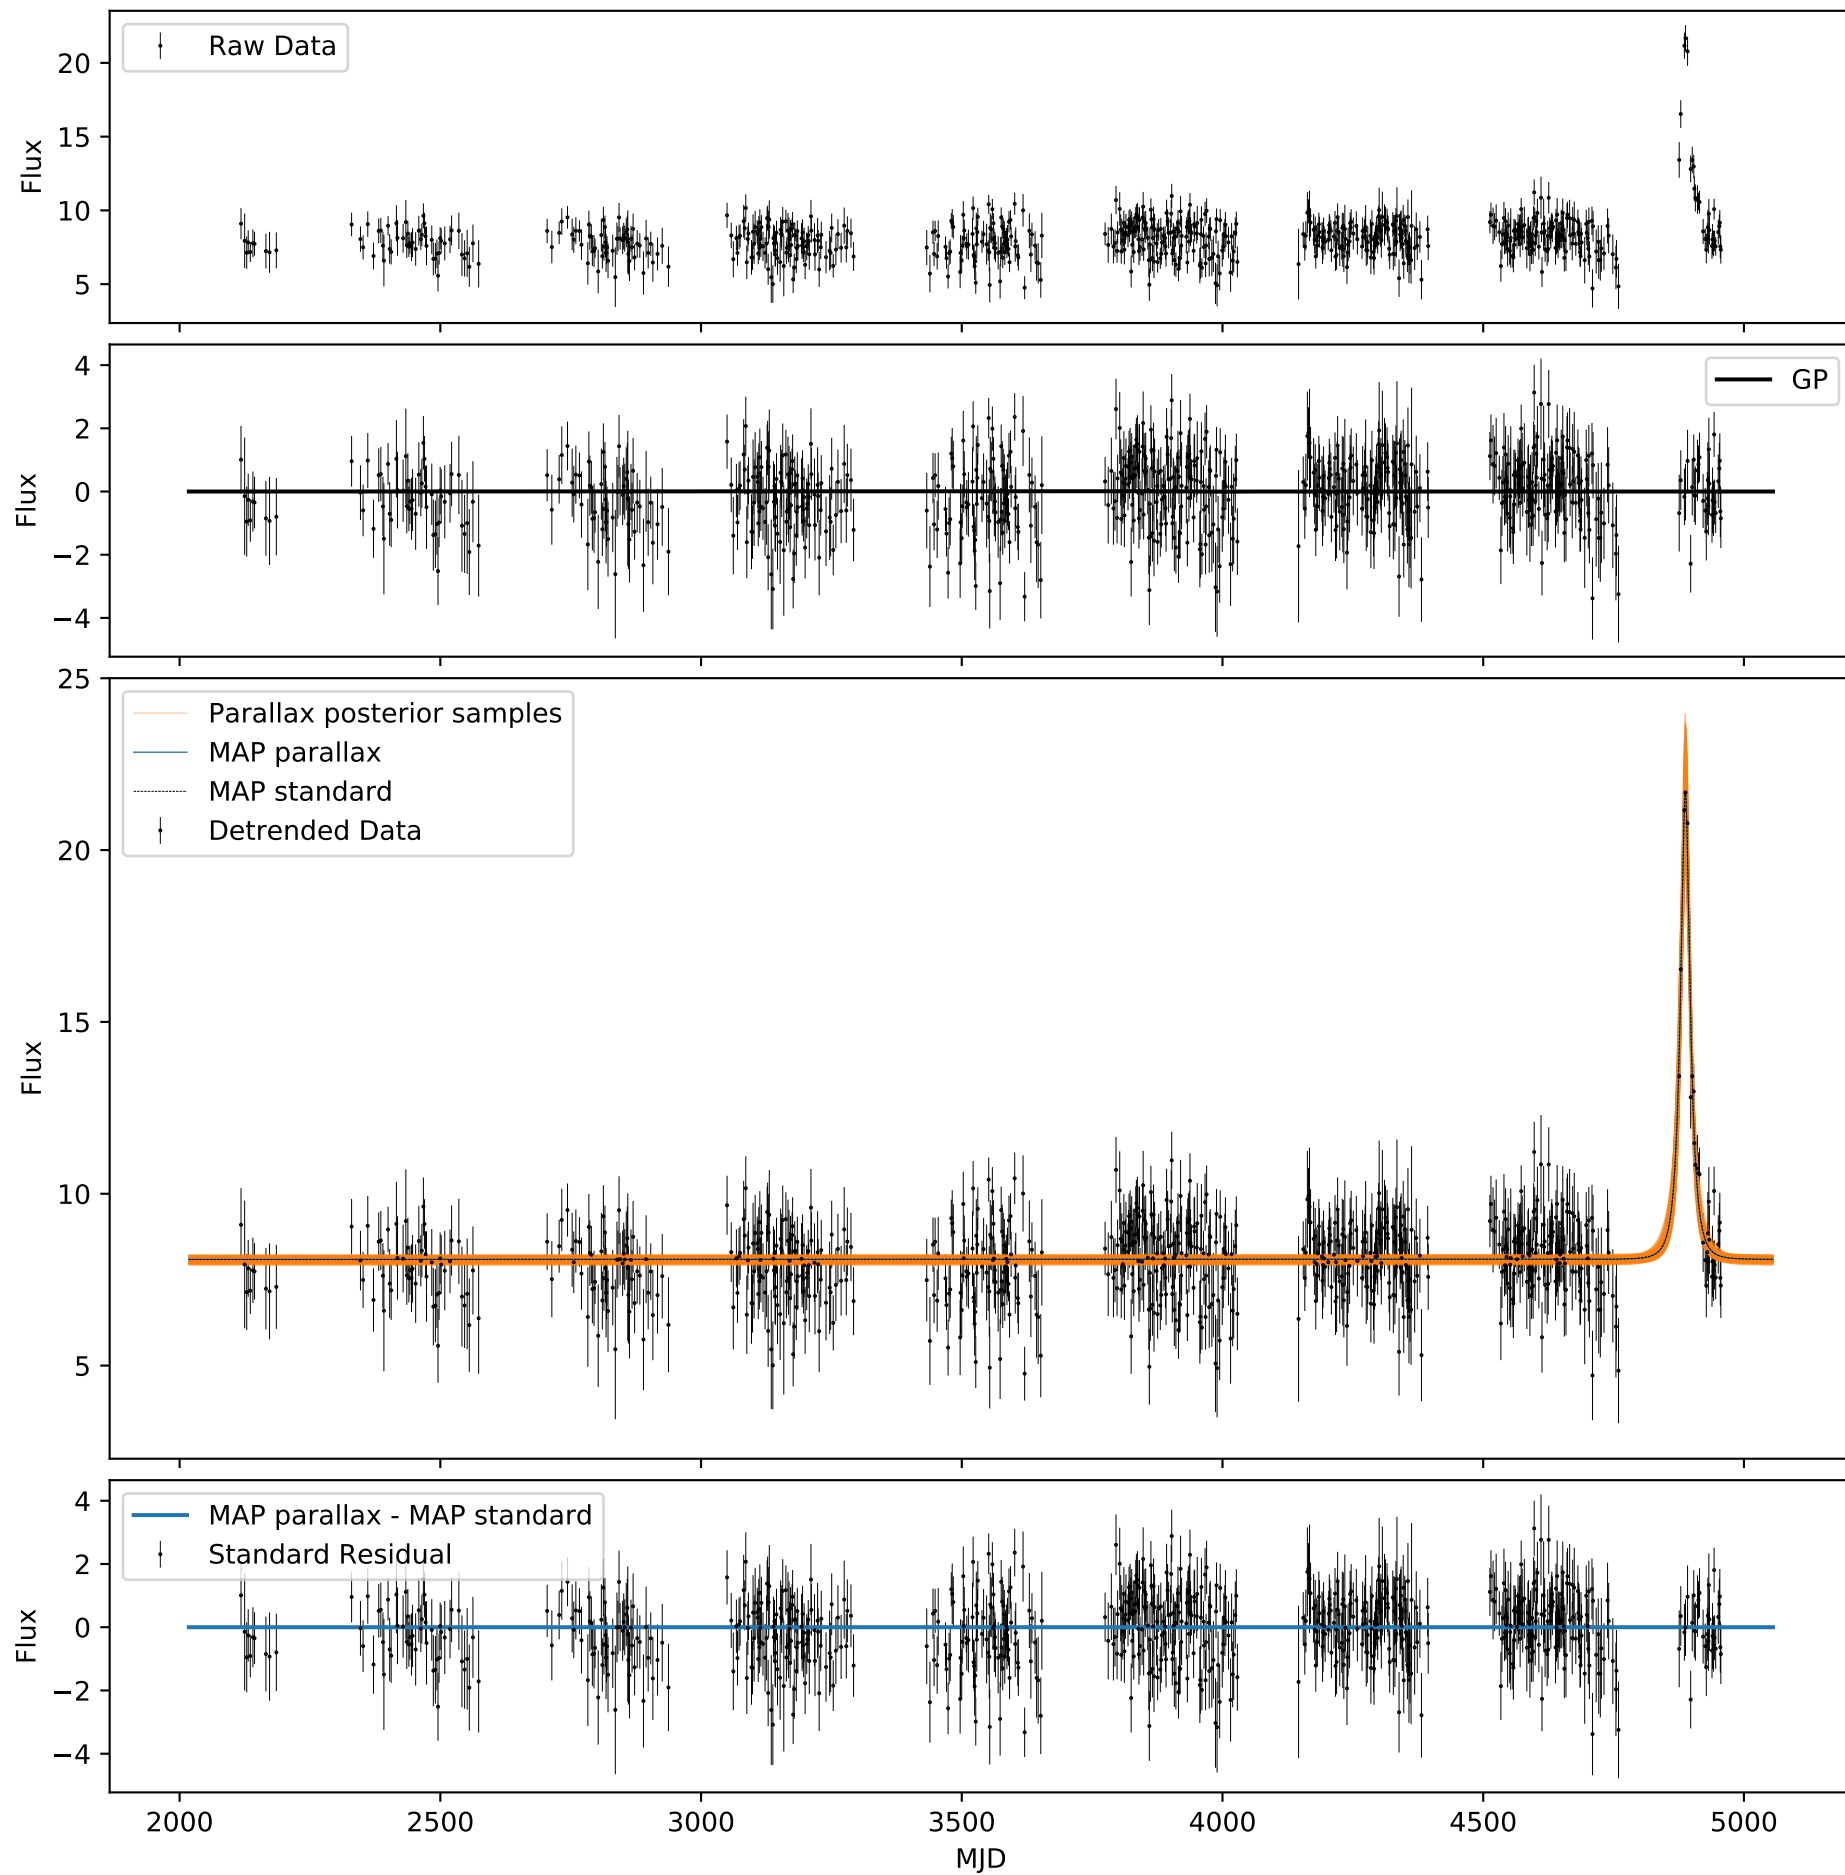 Raw Data
Flux
20
15
10
5
GP
Flux
4
2
0
−2
−4
Parallax posterior samples
MAP parallax
MAP standard
Detrended Data
Flux
25
20
15
10
5
MAP parallax - MAP standard
Standard Residual
Flux
4
2
0
−2
−4
2000 2500 3000 3500 4000 4500 5000
MJD